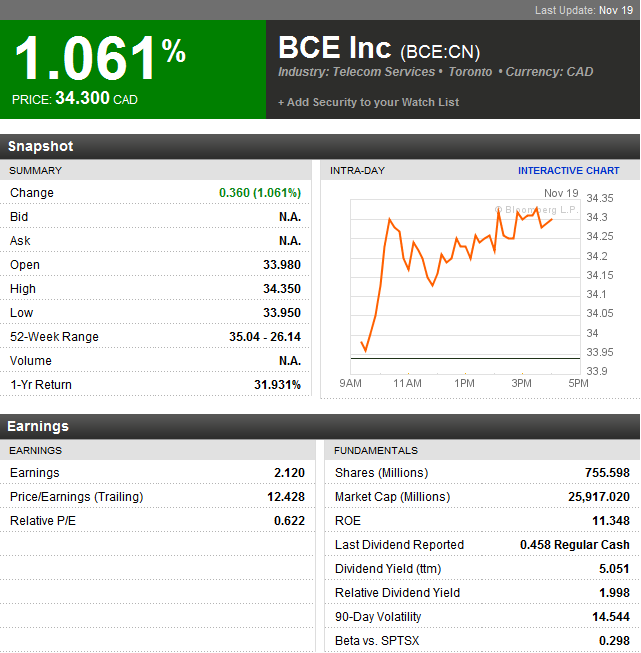 Last Update: Nov 19
1.061%
PRICE: 34.300 CAD
BCE Inc (BCE:CN)
Industry: Telecom Services • Toronto • Currency: CAD
+ Add Security to your Watch List
Snapshot
SUMMARY
Change 0.360 (1.061%)
Bid N.A.
Ask N.A.
Open 33.980
High 34.350
Low 33.950
52-Week Range 35.04 - 26.14
Volume N.A.
1-Yr Return 31.931%
INTRA-DAY INTERACTIVE CHART
Nov 19
© Bloomberg L.P.
34.35
34.3
34.25
34.2
34.15
34.1
34.05
34
33.95
33.9
9AM 11AM 1PM 3PM 5PM
Earnings
EARNINGS
Earnings 2.120
Price/Earnings (Trailing) 12.428
Relative P/E 0.622
FUNDAMENTALS
Shares (Millions) 755.598
Market Cap (Millions) 25,917.020
ROE 11.348
Last Dividend Reported 0.458 Regular Cash
Dividend Yield (ttm) 5.051
Relative Dividend Yield 1.998
90-Day Volatility 14.544
Beta vs. SPTSX 0.298